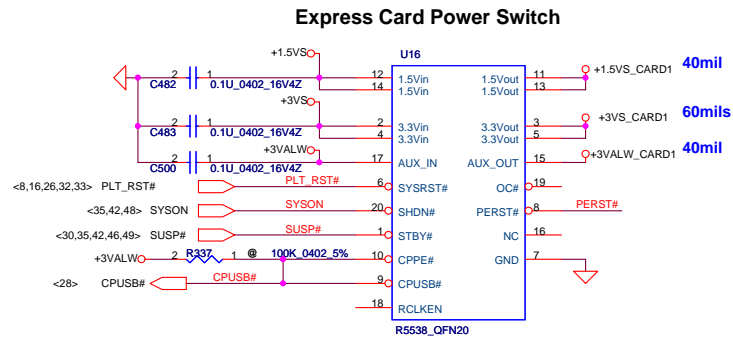 Express Card Power Switch
+1.5VS
U16
40mil
2 1 12 1.5Vin 1.5Vout 11 +1.5VS_CARD1
C482 0.1U_0402_16V4Z 14 1.5Vin 1.5Vout 13
+3VS
60mils
2 1 2 3.3Vin 3.3Vout 3 +3VS_CARD1
C483 0.1U_0402_16V4Z 4 3.3Vin 3.3Vout 5
+3VALW
40mil
2 1 17 AUX_IN AUX_OUT 15 +3VALW_CARD1
C500 0.1U_0402_16V4Z
<8,16,26,32,33> PLT_RST# PLT_RST# 6 SYSRST# OC# 19
<35,42,48> SYSON SYSON 20 SHDN# PERST# 8 PERST#
<30,35,42,46,49> SUSP# SUSP# 1 STBY# NC 16
+3VALW 2 R337 1 @ 100K_0402_5% 10 CPPE# GND 7
<28> CPUSB# CPUSB# 9 CPUSB#
18 RCLKEN
R5538_QFN20